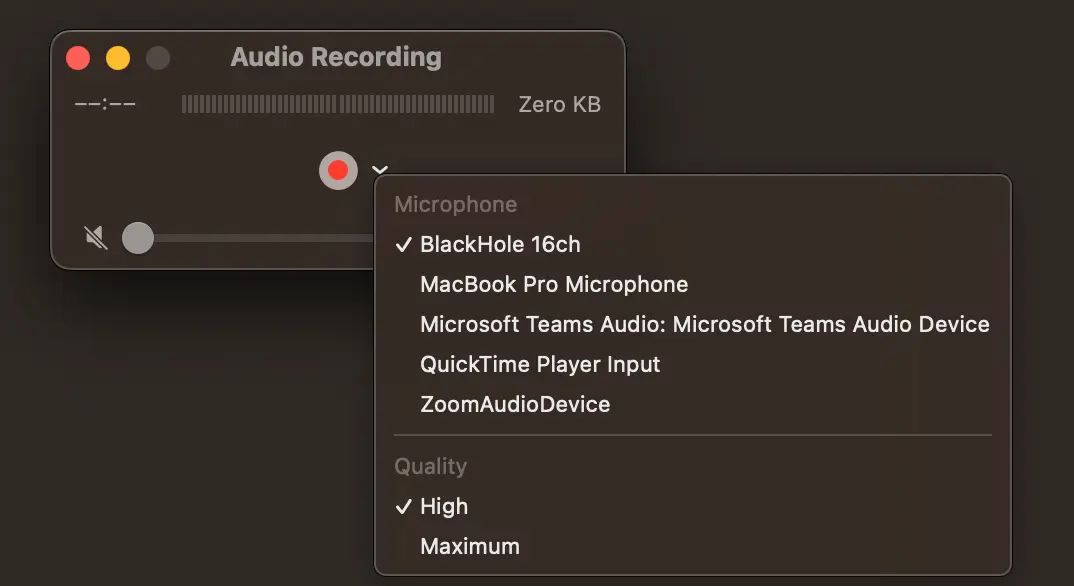 Audio Recording
--:--
Zero KB
Microphone
✓ BlackHole 16ch
MacBook Pro Microphone
Microsoft Teams Audio: Microsoft Teams Audio Device
QuickTime Player Input
ZoomAudioDevice
Quality
✓ High
Maximum